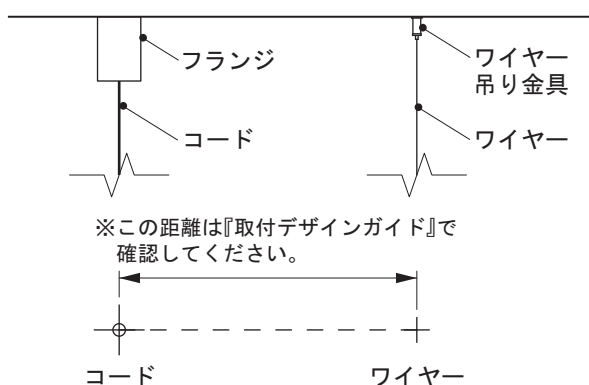 フランジ
ワイヤー
吊り金具
コード
ワイヤー
※この距離は『取付デザインガイド』で
確認してください。
コード
ワイヤー